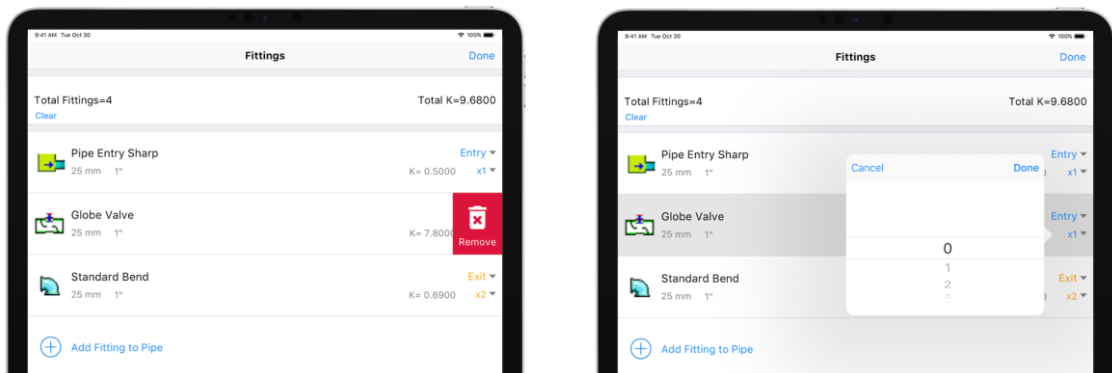 9:41 AM Tue Oct 30
100%
Fittings
Done
Total Fittings=4
Total K=9.6800
Clear
Pipe Entry Sharp
Entry
25 mm 1"
K= 0.5000
x1
Globe Valve
25 mm 1"
K= 7.8000
Remove
Standard Bend
Exit
25 mm 1"
K= 0.6900
x2
Add Fitting to Pipe
9:41 AM Tue Oct 30
100%
Fittings
Done
Total Fittings=4
Total K=9.6800
Clear
Pipe Entry Sharp
Entry
25 mm 1"
x1
Cancel
Done
Globe Valve
Entry
25 mm 1"
x1
0
1
2
Standard Bend
Exit
25 mm 1"
x2
Add Fitting to Pipe